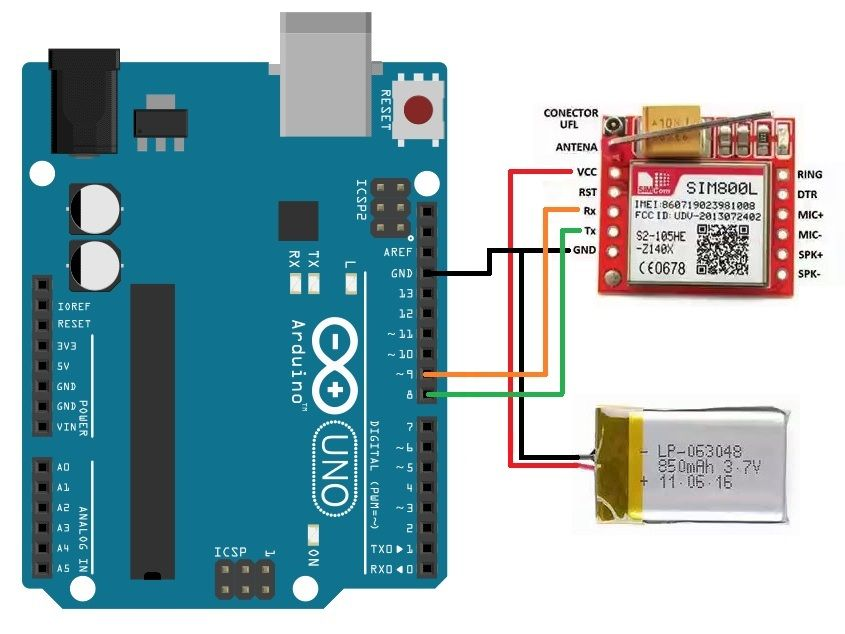 RESET
ICSP2
AREF
GND
13
12
~11
~10
~9
8
7
~6
~5
4
~3
2
TX0▶1
RX0◀0
RX
TX
L
IOREF
RESET
3V3
5V
GND
GND
VIN
POWER
A0
A1
A2
A3
A4
A5
ANALOG IN
Arduino™
UNO
DIGITAL (PWM=~)
ICSP
1
ON
CONECTOR
UFL
ANTENA
VCC
RST
Rx
Tx
GND
RING
DTR
MIC+
MIC-
SPK+
SPK-
SIMCom
SIM800L
IMEI:860719023981008
FCC ID: UDV-2013072402
S2-105HE
-Z140X
CE0678
- LP-063048
850mAh 3.7V
+ 11.06.16